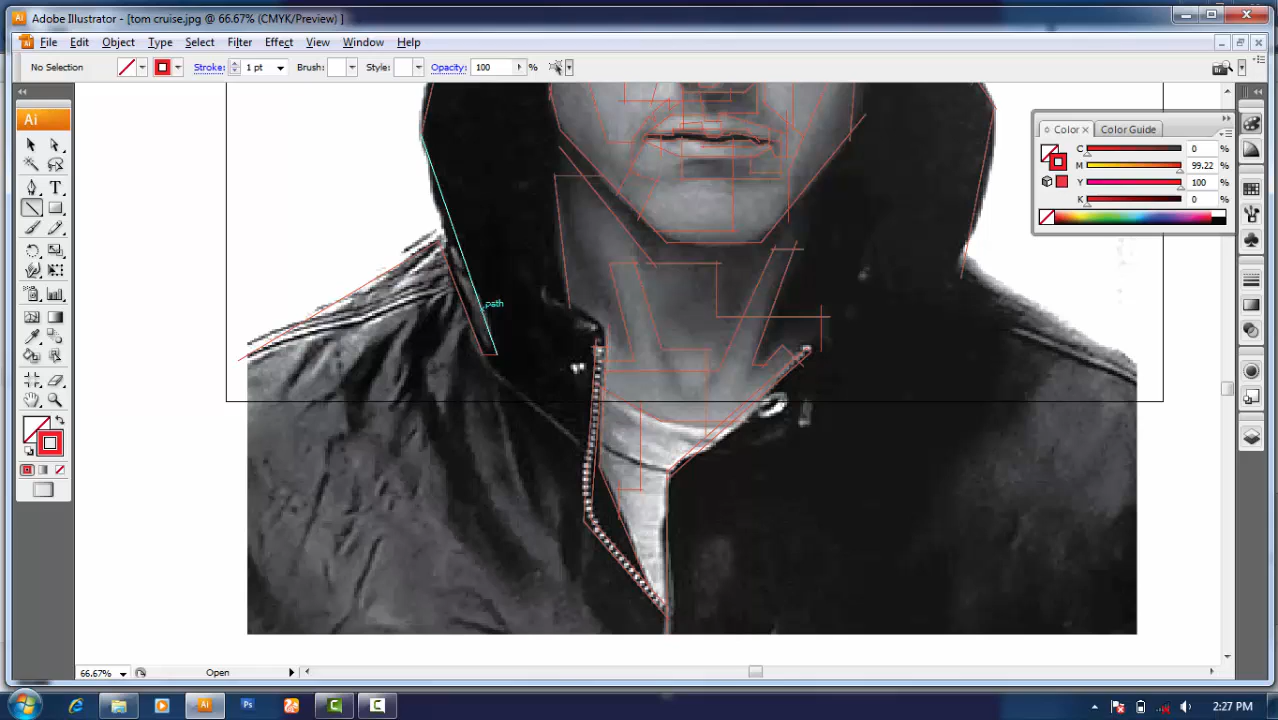 Adobe Illustrator - [tom cruise.jpg @ 66.67% (CMYK/Preview) ]
File Edit Object Type Select Filter Effect View Window Help
No Selection Stroke: 1 pt Brush: Style: Opacity: 100 %
Ai
Color × Color Guide
C 0 %
M 99.22 %
Y 100 %
K 0 %
path
66.67% Open
2:27 PM